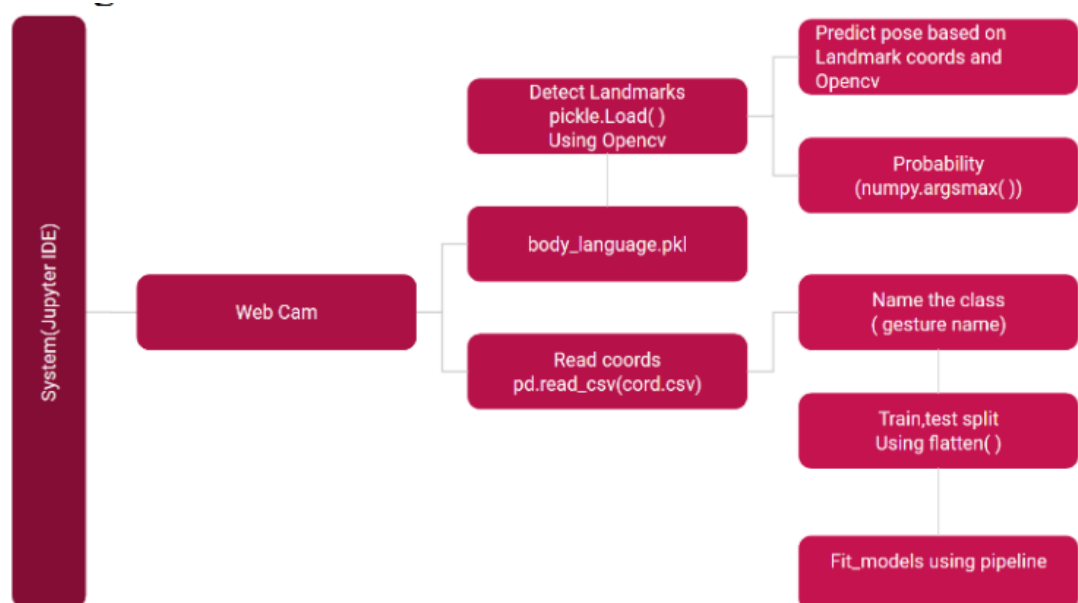 System(Jupyter IDE)
Web Cam
Detect Landmarks
pickle.Load( )
Using Opencv
body_language.pkl
Read coords
pd.read_csv(cord.csv)
Predict pose based on
Landmark coords and
Opencv
Probability
(numpy.argsmax( ))
Name the class
( gesture name)
Train,test split
Using flatten( )
Fit_models using pipeline